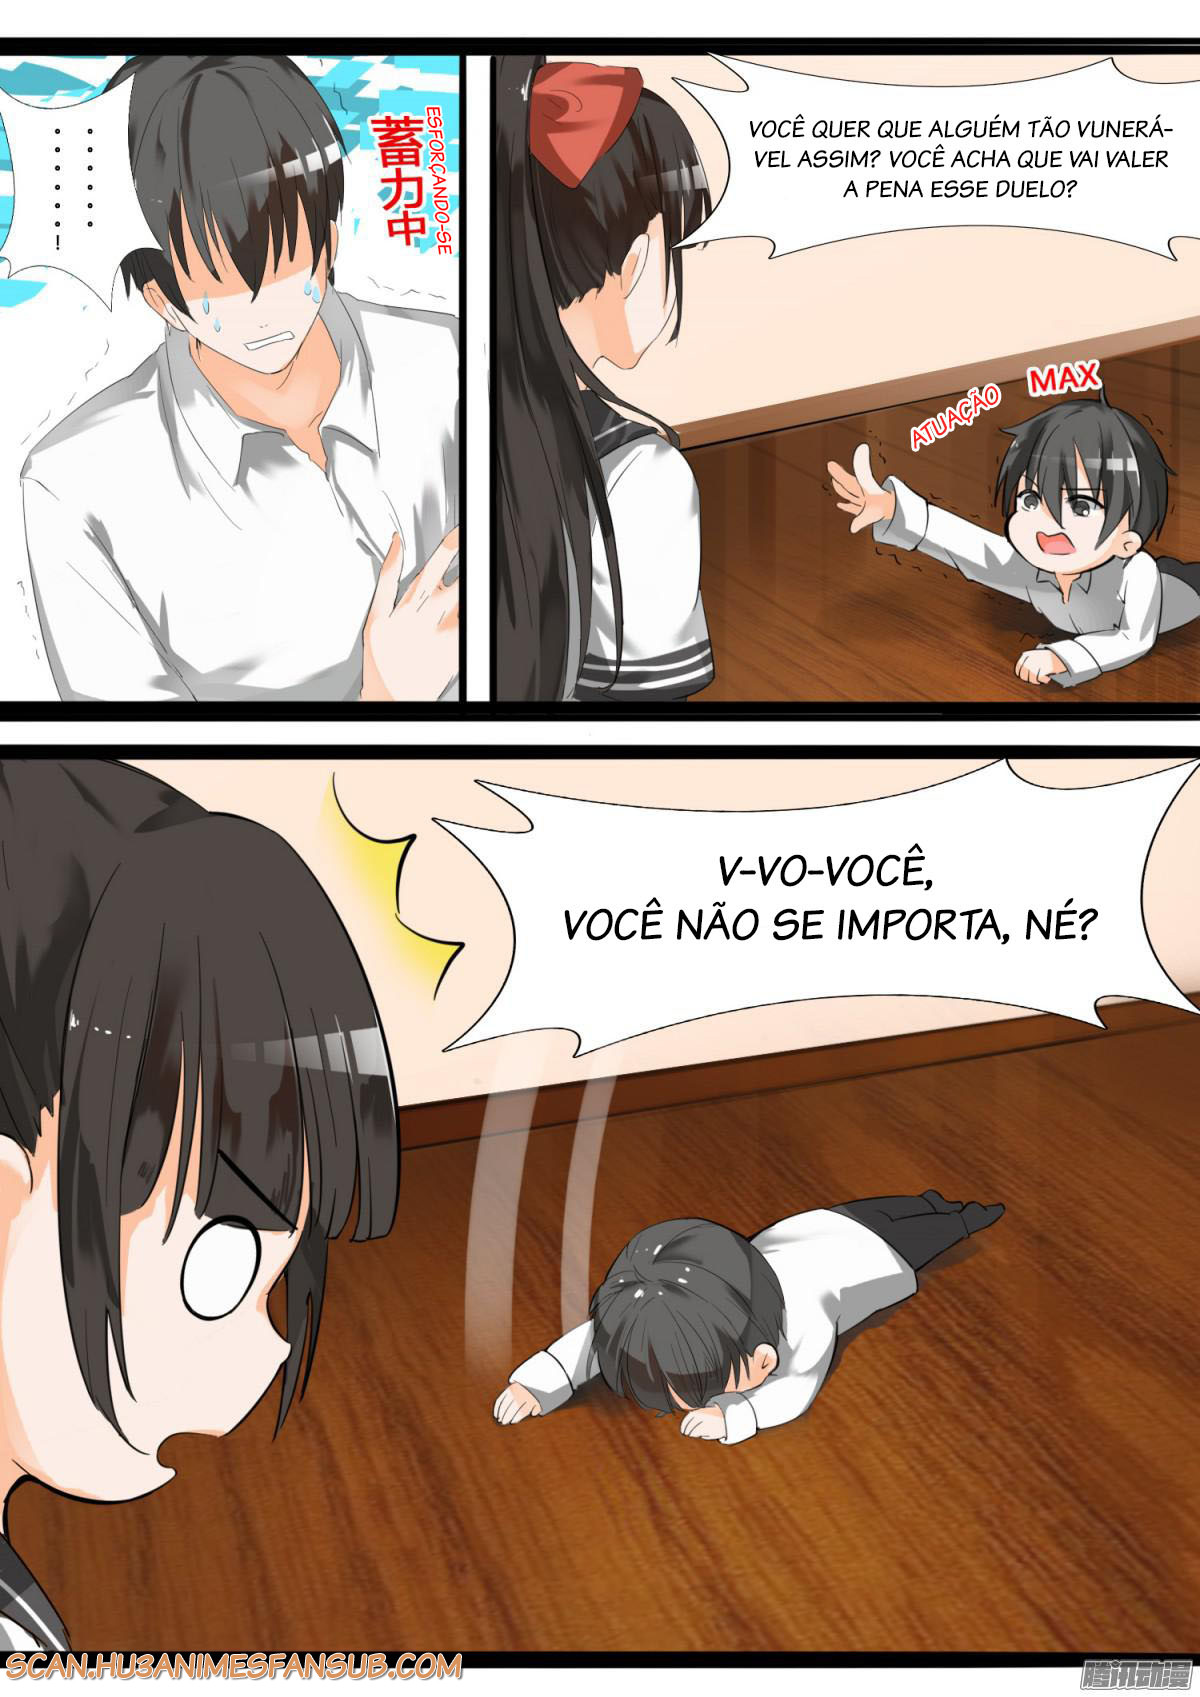 ………………!
蓄力中
ESFORÇANDO-SE
VOCÊ QUER QUE ALGUÉM TÃO VUNERÁ-
VEL ASSIM? VOCÊ ACHA QUE VAI VALER
A PENA ESSE DUELO?
ATUAÇÃO
MAX
V-VO-VOCÊ,
VOCÊ NÃO SE IMPORTA, NÉ?
SCAN.HU3ANIMESFANSUB.COM
腾讯动漫